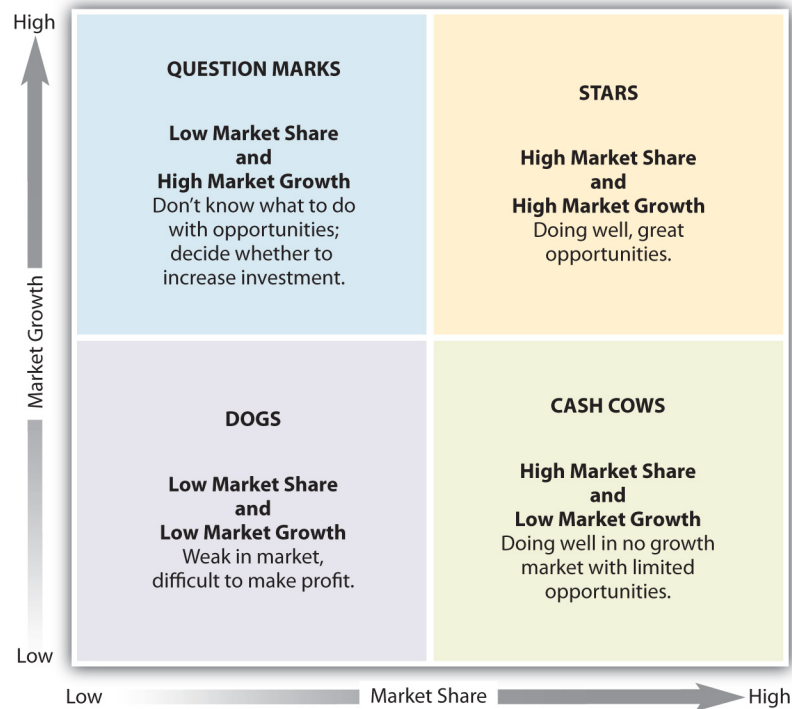 High
QUESTION MARKS
Low Market Share
and
High Market Growth
Don’t know what to do
with opportunities;
decide whether to
increase investment.
STARS
High Market Share
and
High Market Growth
Doing well, great
opportunities.
Market Growth
DOGS
Low Market Share
and
Low Market Growth
Weak in market,
difficult to make profit.
CASH COWS
High Market Share
and
Low Market Growth
Doing well in no growth
market with limited
opportunities.
Low
Low
Market Share
High